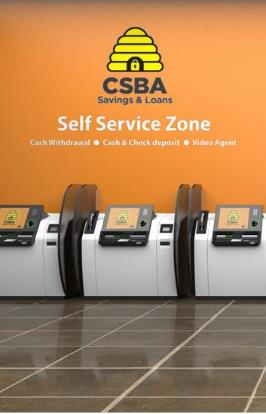 CSBA
Savings & Loans
Self Service Zone
Cash Withdrawal ● Cash & Check deposit ● Video Agent